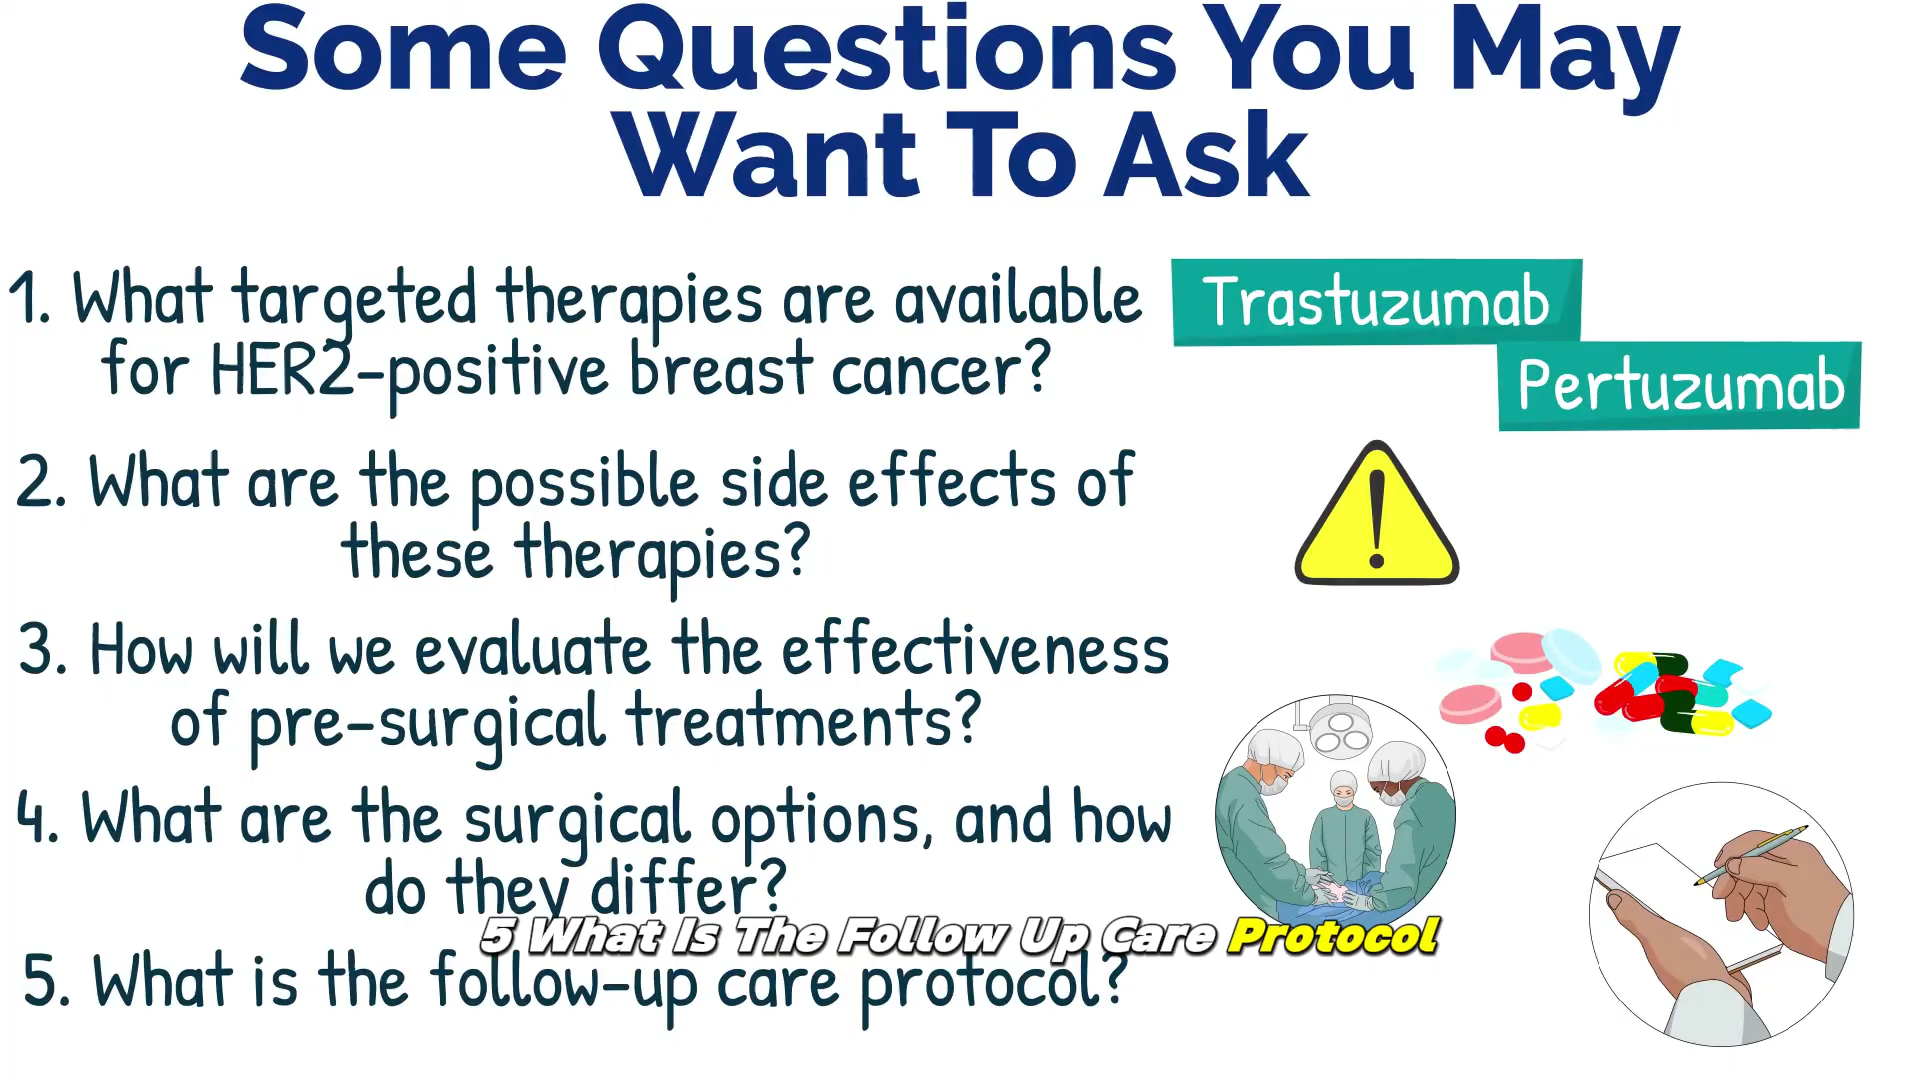 Some Questions You May
Want To Ask
1. What targeted therapies are available
for HER2-positive breast cancer?
Trastuzumab
Pertuzumab
2. What are the possible side effects of
these therapies?
3. How will we evaluate the effectiveness
of pre-surgical treatments?
4. What are the surgical options, and how
do they differ?
5 What Is The Follow Up Care Protocol
5. What is the follow-up care protocol?